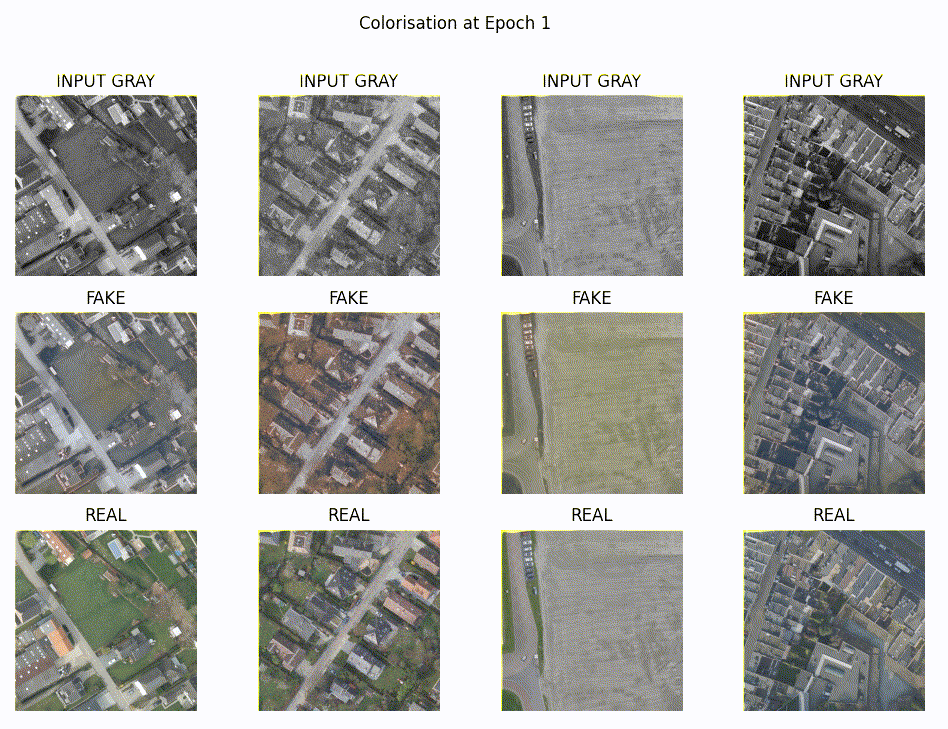 Colorisation at Epoch 1
INPUT GRAY INPUT GRAY INPUT GRAY INPUT GRAY
FAKE FAKE FAKE FAKE
REAL REAL REAL REAL